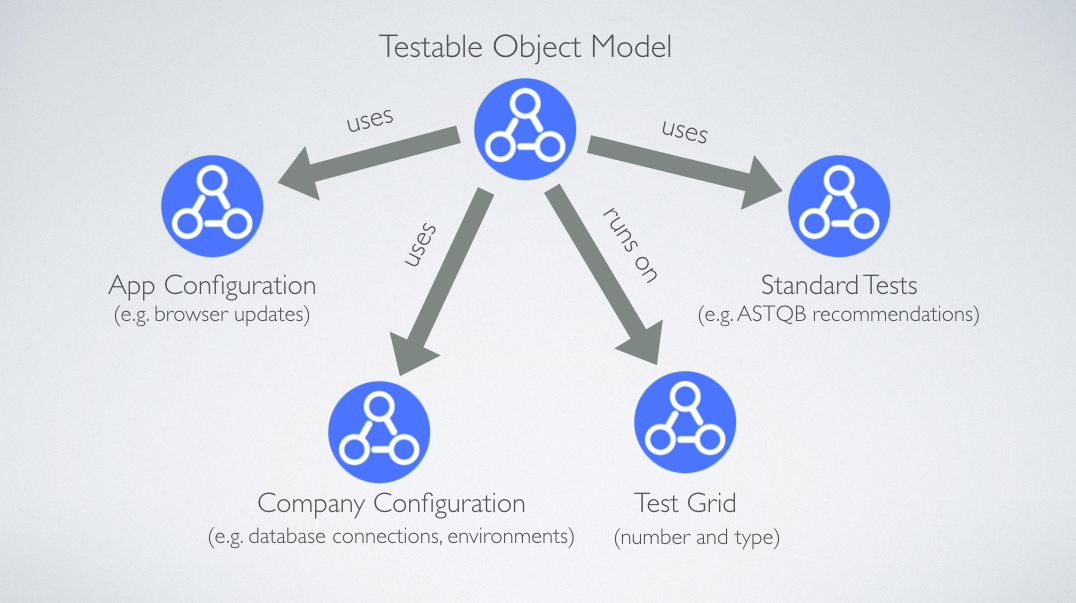 Testable Object Model
uses
uses
uses
runs on
App Configuration
(e.g. browser updates)
Standard Tests
(e.g. ASTQB recommendations)
Company Configuration
(e.g. database connections, environments)
Test Grid
(number and type)